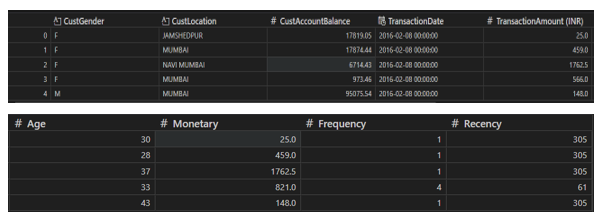 CustGender CustLocation # CustAccountBalance TransactionDate # TransactionAmount (INR)
0 F JAMSHEDPUR 17819.05 2016-02-08 00:00:00 25.0
1 F MUMBAI 17874.44 2016-02-08 00:00:00 459.0
2 F NAVI MUMBAI 6714.43 2016-02-08 00:00:00 1762.5
3 F MUMBAI 973.46 2016-02-08 00:00:00 566.0
4 M MUMBAI 95075.54 2016-02-08 00:00:00 148.0
# Age # Monetary # Frequency # Recency
30 25.0 1 305
28 459.0 1 305
37 1762.5 1 305
33 821.0 4 61
43 148.0 1 305